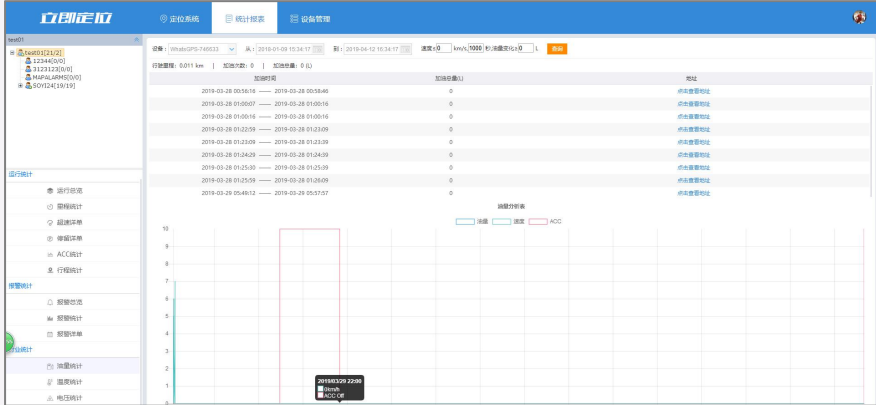 立即定位
定位系统 统计报表 设备管理
test01
test01[21/2]
12344[0/0]
3123123[0/0]
MAPALARMS[0/0]
SOYI24[19/19]
设备： WhatsGPS-746633 从： 2019-01-09 15:34:17 到： 2019-04-12 16:34:17 速度≤ 0 km/s, 1000 秒 油量变化≥ 0 L 查询
行驶里程：0.011 km | 加油次数：0 | 加油总量：0 (L)
加油时间 加油总量(L) 地址
2019-03-28 00:56:16 —— 2019-03-28 00:58:46 0 点击查看地址
2019-03-28 01:00:07 —— 2019-03-28 01:00:16 0 点击查看地址
2019-03-28 01:00:16 —— 2019-03-28 01:00:16 0 点击查看地址
2019-03-28 01:22:59 —— 2019-03-28 01:23:09 0 点击查看地址
2019-03-28 01:23:09 —— 2019-03-28 01:23:39 0 点击查看地址
2019-03-28 01:24:29 —— 2019-03-28 01:24:39 0 点击查看地址
2019-03-28 01:25:30 —— 2019-03-28 01:25:39 0 点击查看地址
2019-03-28 01:25:59 —— 2019-03-28 01:26:09 0 点击查看地址
2019-03-29 05:49:12 —— 2019-03-29 05:57:57 0 点击查看地址
运行统计
运行总览
里程统计
超速详单
停留详单
ACC统计
行程统计
报警统计
报警总览
报警统计
报警详单
业统计
油量统计
温度统计
电压统计
油量分析表
油量 速度 ACC
10
9
8
7
6
5
4
3
2
1
0
2019/03/29 22:00
0km/h
ACC Off